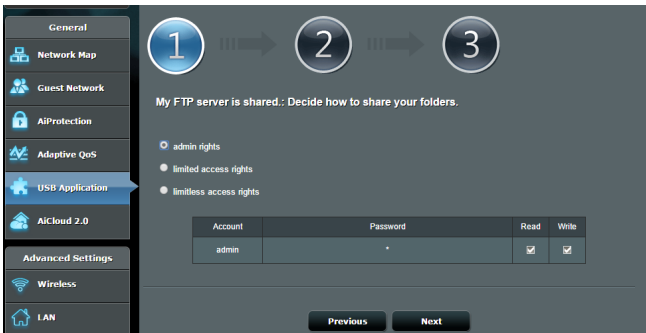 General
Network Map
Guest Network
AiProtection
Adaptive QoS
USB Application
AiCloud 2.0
Advanced Settings
Wireless
LAN
1 2 3
My FTP server is shared.: Decide how to share your folders.
admin rights
limited access rights
limitless access rights
Account Password Read Write
admin *
Previous Next